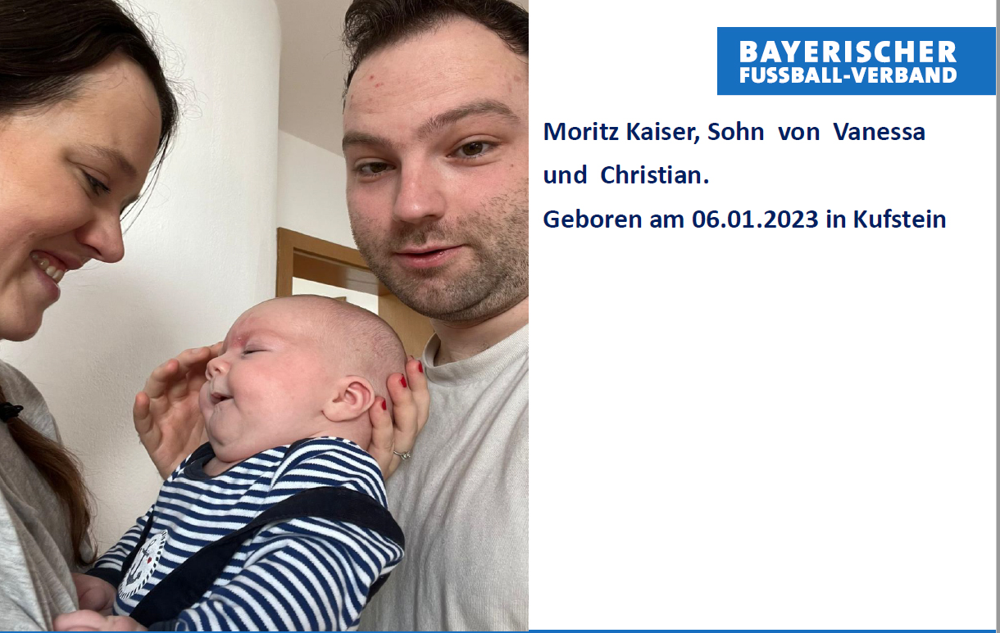 BAYERISCHER
FUSSBALL-VERBAND
Moritz Kaiser, Sohn von Vanessa
und Christian.
Geboren am 06.01.2023 in Kufstein